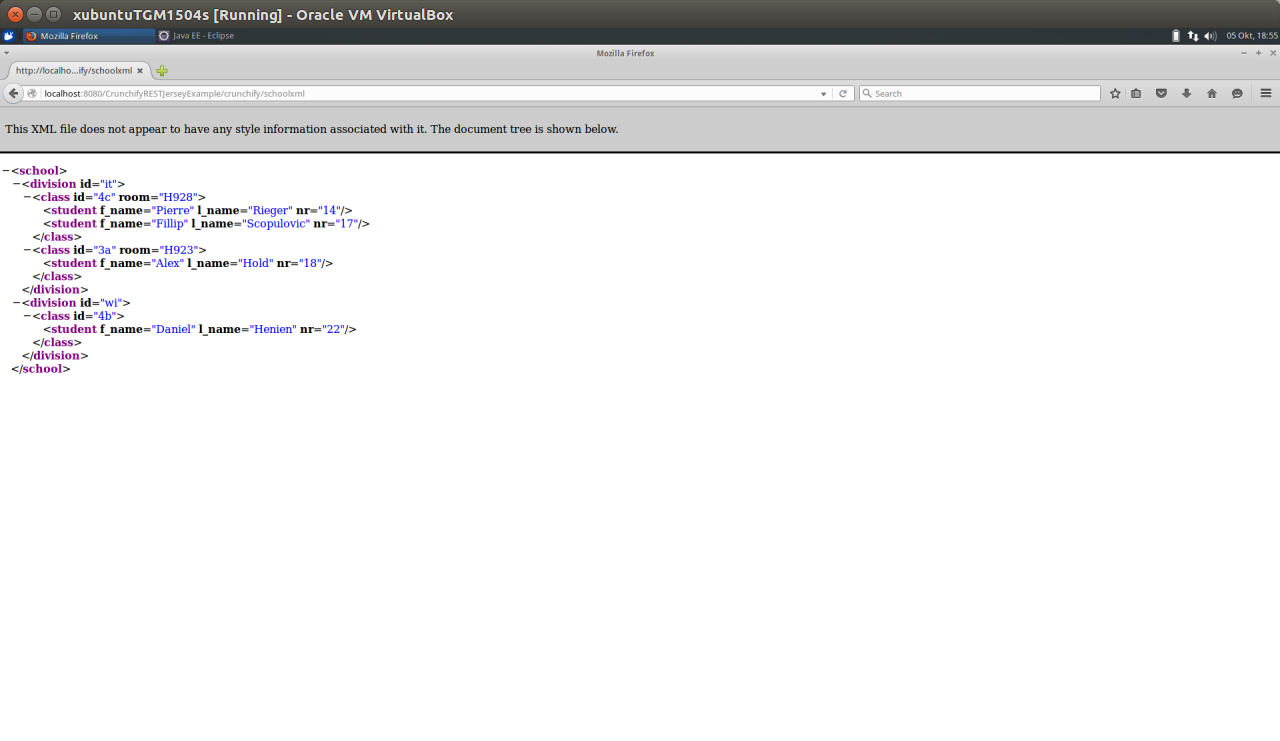 xubuntuTGM1504s [Running] - Oracle VM VirtualBox
Mozilla Firefox Java EE - Eclipse 05 Okt, 18:55
Mozilla Firefox
http://localho...ify/schoolxml
localhost:8080/CrunchifyRESTJerseyExample/crunchify/schoolxml Search
This XML file does not appear to have any style information associated with it. The document tree is shown below.
−<school>
−<division id="it">
−<class id="4c" room="H928">
<student f_name="Pierre" l_name="Rieger" nr="14"/>
<student f_name="Fillip" l_name="Scopulovic" nr="17"/>
</class>
−<class id="3a" room="H923">
<student f_name="Alex" l_name="Hold" nr="18"/>
</class>
</division>
−<division id="wi">
−<class id="4b">
<student f_name="Daniel" l_name="Henien" nr="22"/>
</class>
</division>
</school>